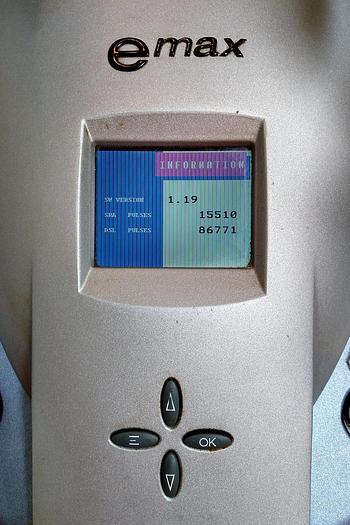 emax
INFORMATION
SW VERSION 1.19
SRA PULSES 15510
DSL PULSES 86771
OK